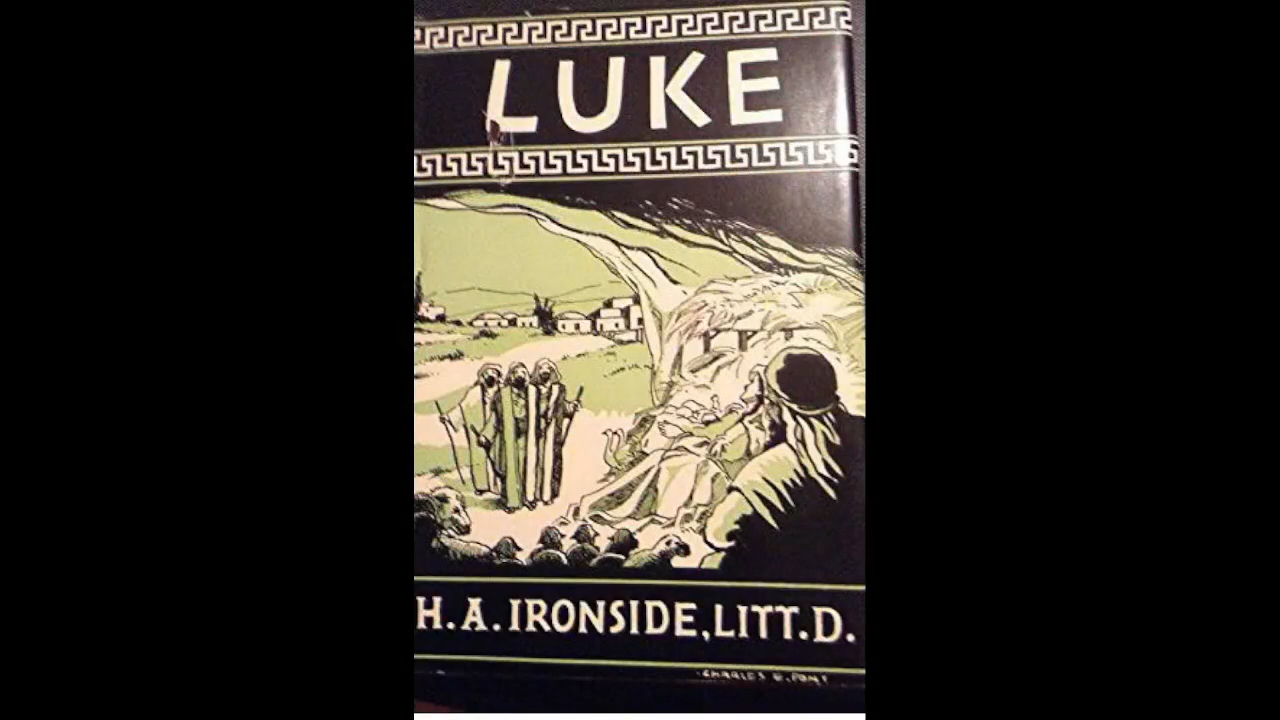 LUKE
H. A. IRONSIDE, LITT. D.
CHARLES E. PONT